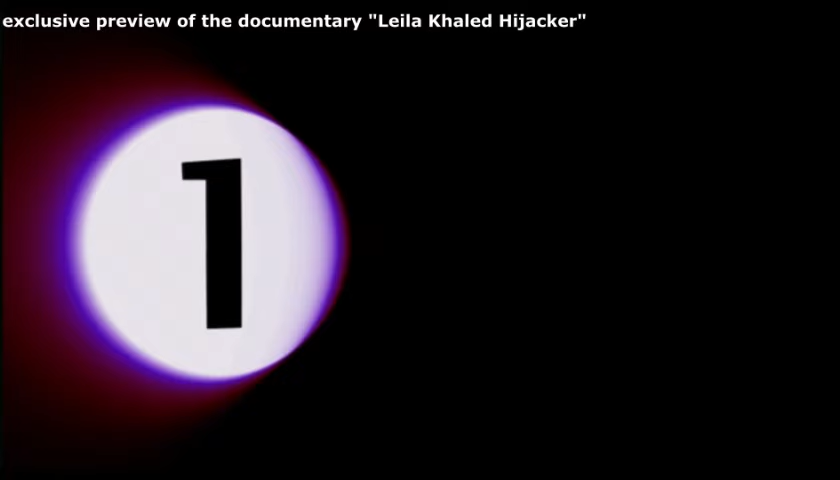 exclusive preview of the documentary "Leila Khaled Hijacker"
1